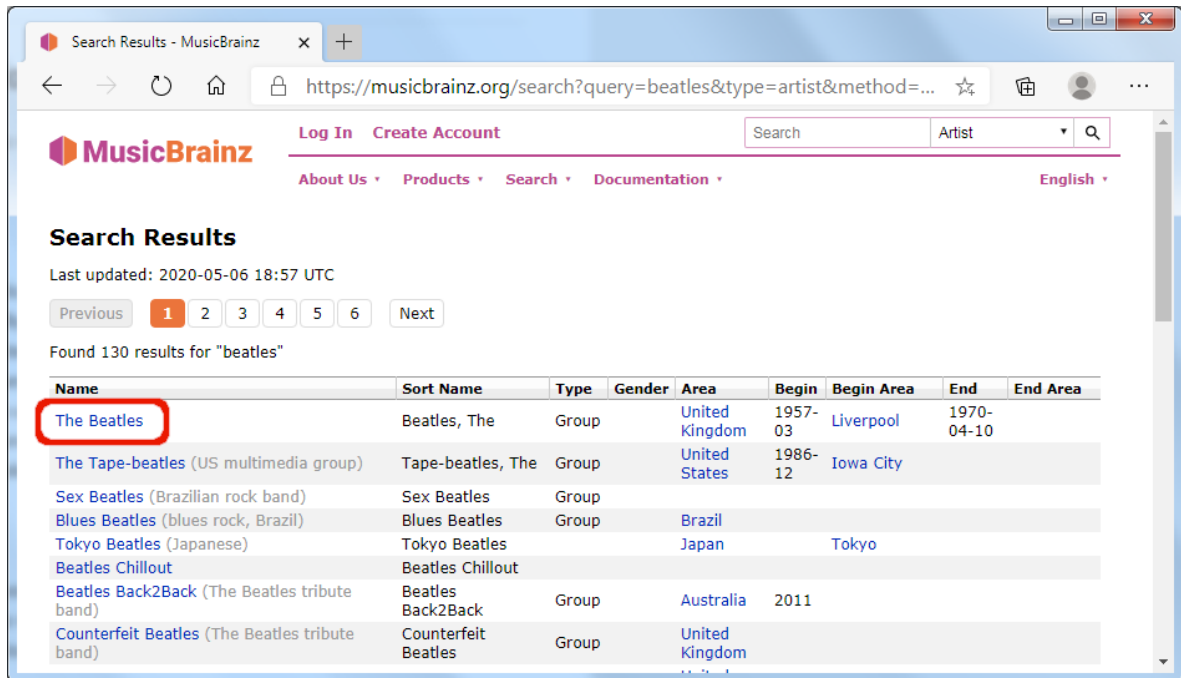 Search Results - MusicBrainz
https://musicbrainz.org/search?query=beatles&type=artist&method=...
MusicBrainz
Log In Create Account
Search Artist
About Us Products Search Documentation English
Search Results
Last updated: 2020-05-06 18:57 UTC
Previous 1 2 3 4 5 6 Next
Found 130 results for "beatles"
Name Sort Name Type Gender Area Begin Begin Area End End Area
The Beatles Beatles, The Group United Kingdom 1957-03 Liverpool 1970-04-10
The Tape-beatles (US multimedia group) Tape-beatles, The Group United States 1986-12 Iowa City
Sex Beatles (Brazilian rock band) Sex Beatles Group
Blues Beatles (blues rock, Brazil) Blues Beatles Group Brazil
Tokyo Beatles (Japanese) Tokyo Beatles Japan Tokyo
Beatles Chillout Beatles Chillout
Beatles Back2Back (The Beatles tribute band) Beatles Back2Back Group Australia 2011
Counterfeit Beatles (The Beatles tribute band) Counterfeit Beatles Group United Kingdom